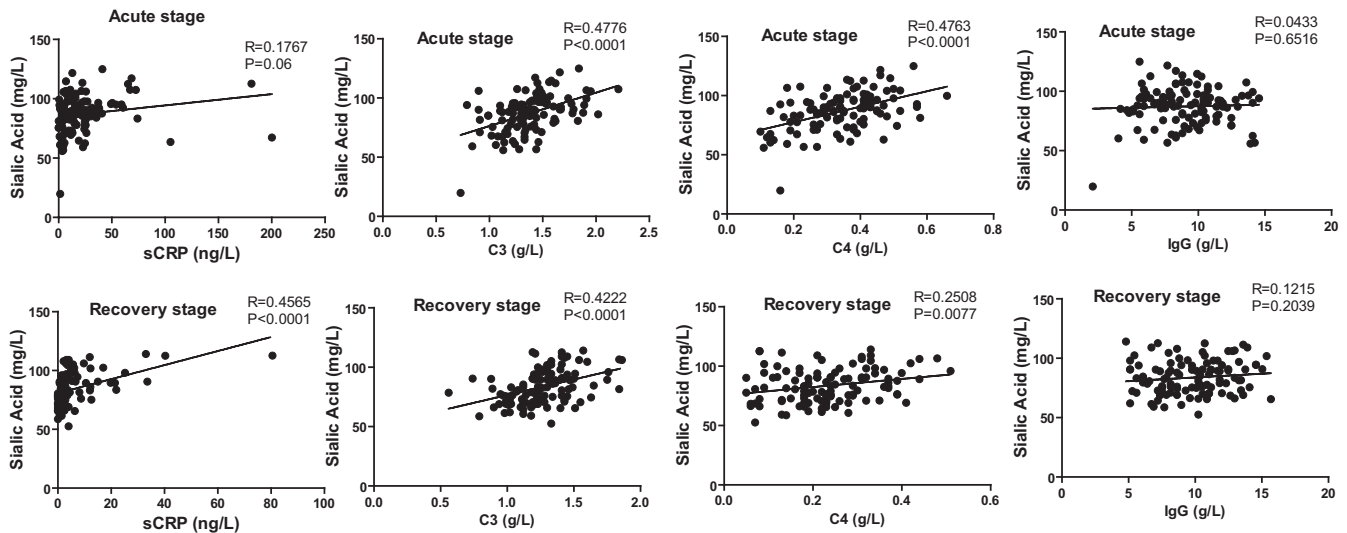 Acute stage
R=0.1767
P=0.06
Sialic Acid (mg/L)
150
100
50
0
0 50 100 150 200 250
sCRP (ng/L)
Acute stage
R=0.4776
P<0.0001
Sialic Acid (mg/L)
150
100
50
0
0.0 0.5 1.0 1.5 2.0 2.5
C3 (g/L)
Acute stage
R=0.4763
P<0.0001
Sialic Acid (mg/L)
150
100
50
0
0.0 0.2 0.4 0.6 0.8
C4 (g/L)
Acute stage
R=0.0433
P=0.6516
Sialic Acid (mg/L)
150
100
50
0
0 5 10 15 20
IgG (g/L)
Recovery stage
R=0.4565
P<0.0001
Sialic Acid (mg/L)
150
100
50
0
0 20 40 60 80 100
sCRP (ng/L)
Recovery stage
R=0.4222
P<0.0001
Sialic Acid (mg/L)
150
100
50
0
0.0 0.5 1.0 1.5 2.0
C3 (g/L)
Recovery stage
R=0.2508
P=0.0077
Sialic Acid (mg/L)
150
100
50
0
0.0 0.2 0.4 0.6
C4 (g/L)
Recovery stage
R=0.1215
P=0.2039
Sialic Acid (mg/L)
150
100
50
0
0 5 10 15 20
IgG (g/L)